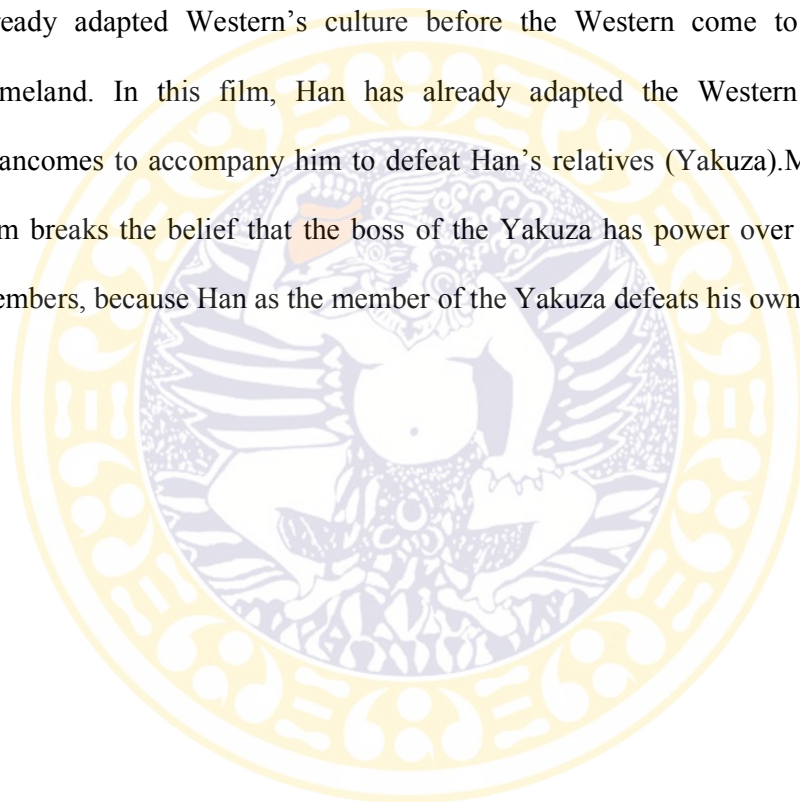 ready adapted Western’s culture before the Western come to
meland. In this film, Han has already adapted the Western
ancomes to accompany him to defeat Han’s relatives (Yakuza).M
m breaks the belief that the boss of the Yakuza has power over
embers, because Han as the member of the Yakuza defeats his own